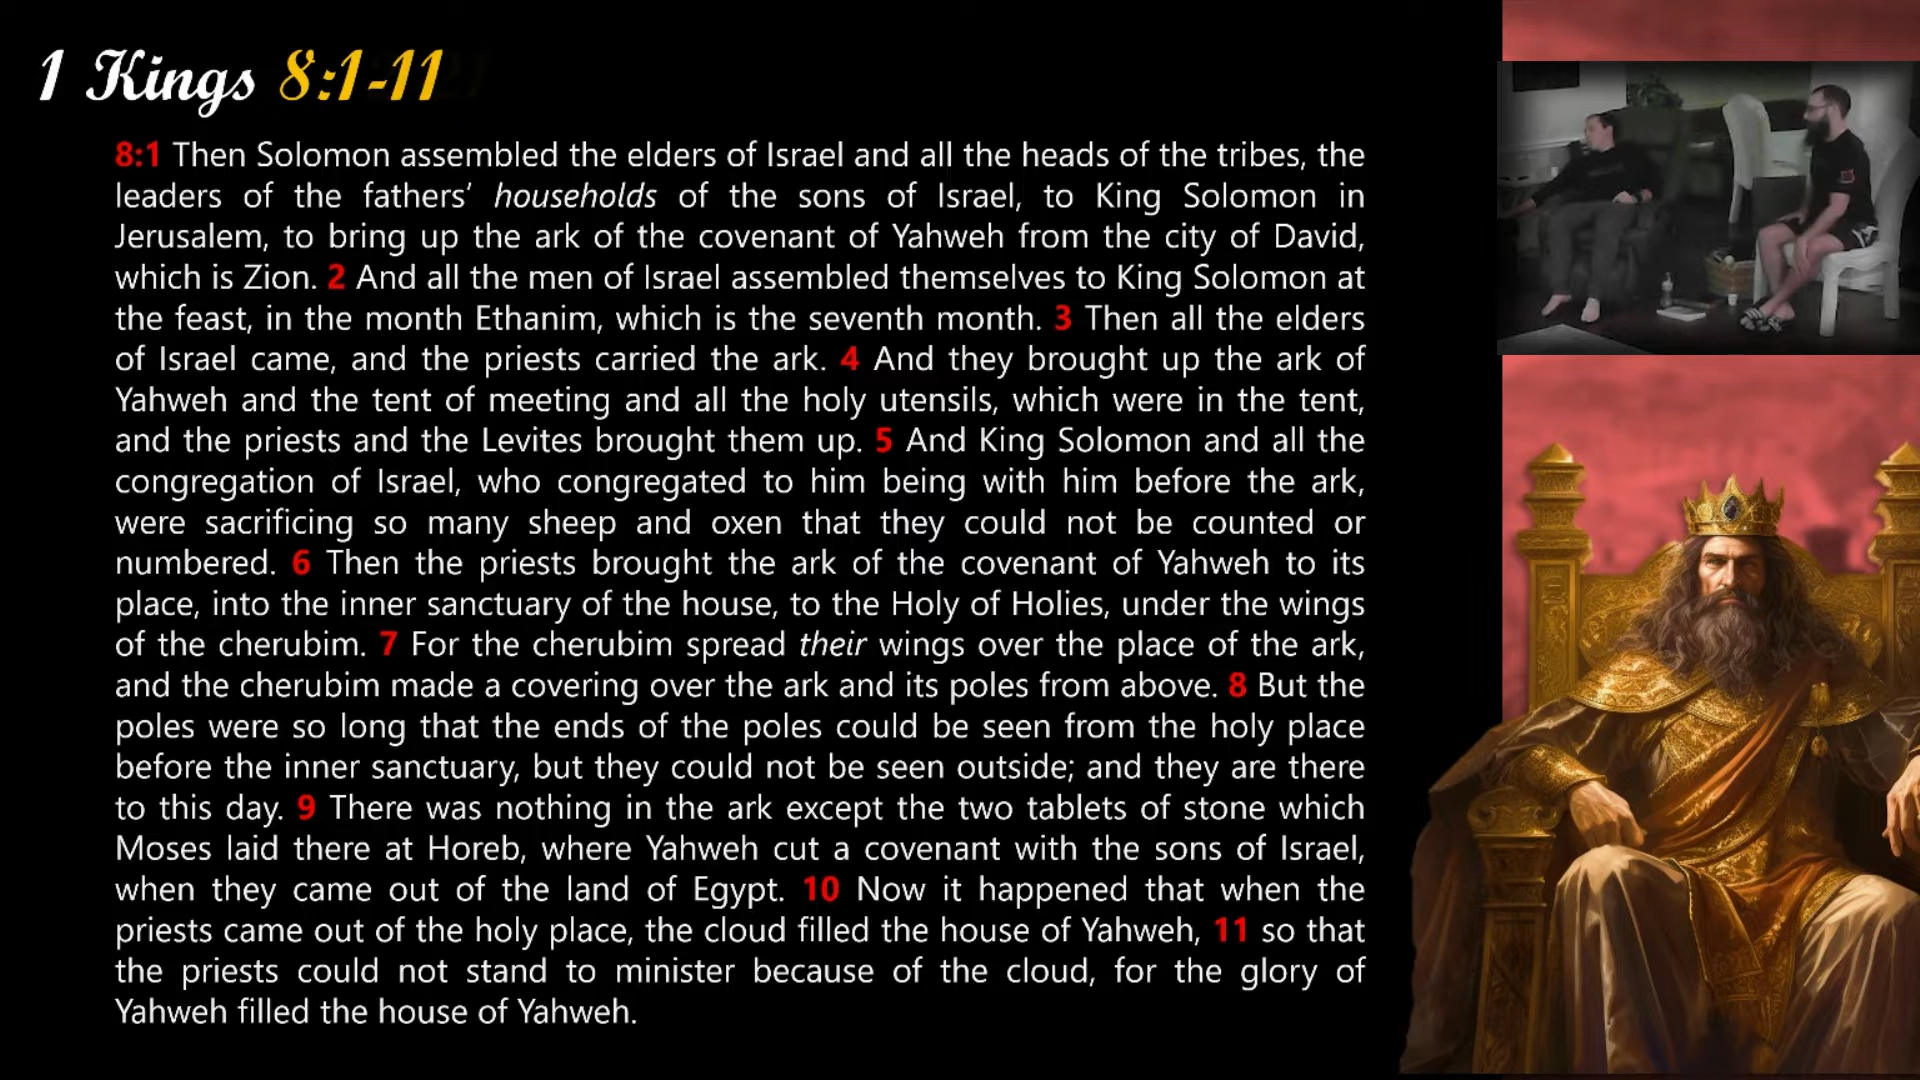 1 Kings 8:1-11
8:1 Then Solomon assembled the elders of Israel and all the heads of the tribes, the
leaders of the fathers’ households of the sons of Israel, to King Solomon in
Jerusalem, to bring up the ark of the covenant of Yahweh from the city of David,
which is Zion. 2 And all the men of Israel assembled themselves to King Solomon at
the feast, in the month Ethanim, which is the seventh month. 3 Then all the elders
of Israel came, and the priests carried the ark. 4 And they brought up the ark of
Yahweh and the tent of meeting and all the holy utensils, which were in the tent,
and the priests and the Levites brought them up. 5 And King Solomon and all the
congregation of Israel, who congregated to him being with him before the ark,
were sacrificing so many sheep and oxen that they could not be counted or
numbered. 6 Then the priests brought the ark of the covenant of Yahweh to its
place, into the inner sanctuary of the house, to the Holy of Holies, under the wings
of the cherubim. 7 For the cherubim spread their wings over the place of the ark,
and the cherubim made a covering over the ark and its poles from above. 8 But the
poles were so long that the ends of the poles could be seen from the holy place
before the inner sanctuary, but they could not be seen outside; and they are there
to this day. 9 There was nothing in the ark except the two tablets of stone which
Moses laid there at Horeb, where Yahweh cut a covenant with the sons of Israel,
when they came out of the land of Egypt. 10 Now it happened that when the
priests came out of the holy place, the cloud filled the house of Yahweh, 11 so that
the priests could not stand to minister because of the cloud, for the glory of
Yahweh filled the house of Yahweh.